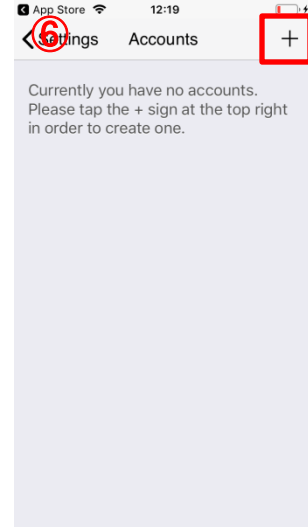 App Store 12:19
⑥
Settings Accounts +
Currently you have no accounts.
Please tap the + sign at the top right
in order to create one.